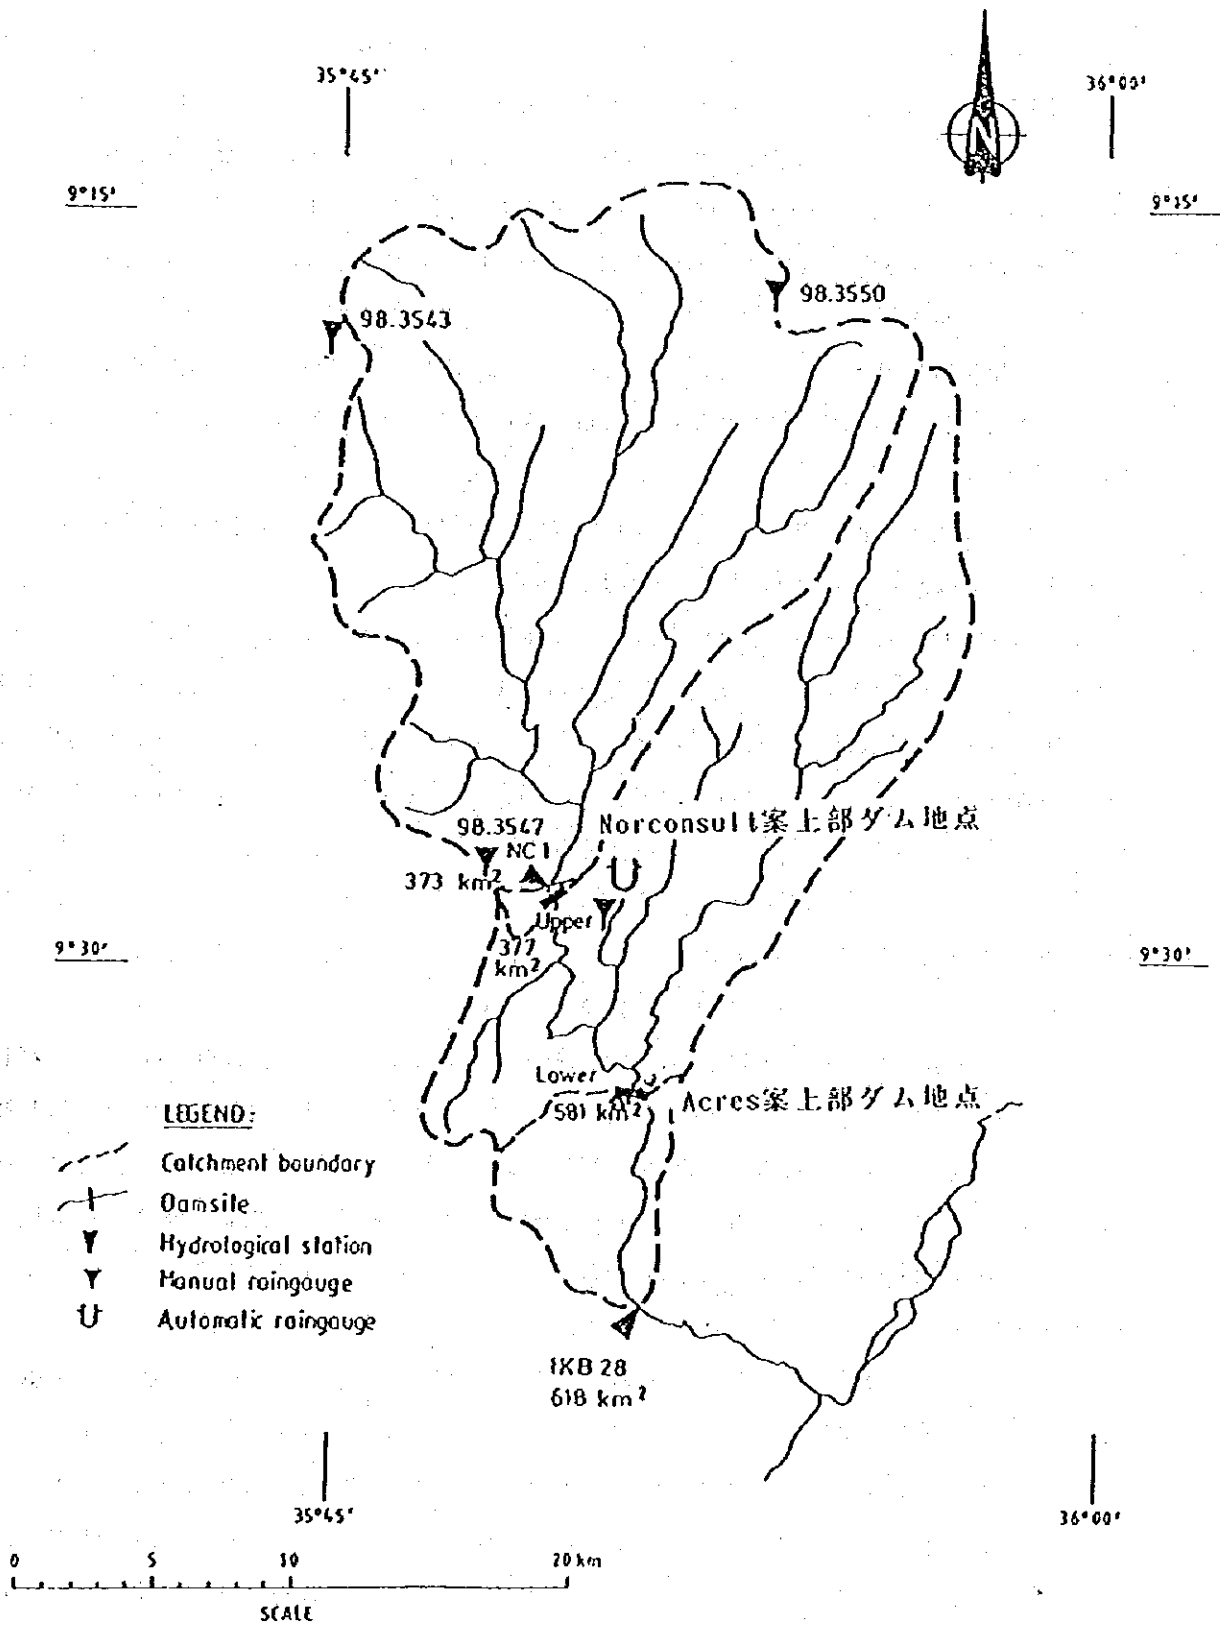 35°45'
36°00'
N
9°15'
9°15'
98.3550
98.3543
98.3547
Norconsult案上部ダム地点
NC1
373 km²
Upper
377
km²
9°30'
9°30'
Lower
581 km²
Acres案上部ダム地点
LEGEND:
Catchment boundary
Damsite
Hydrological station
Manual raingauge
Automatic raingauge
1KB 28
618 km²
35°45'
36°00'
0 5 10 20 km
SCALE